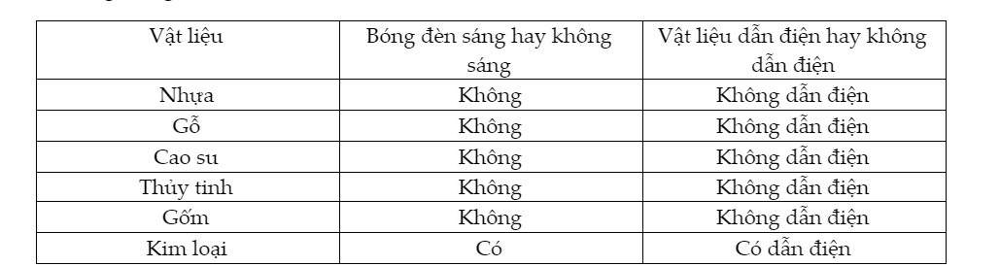 Vật liệu
Bóng đèn sáng hay không
sáng
Vật liệu dẫn điện hay không
dẫn điện
Nhựa
Không
Không dẫn điện
Gỗ
Không
Không dẫn điện
Cao su
Không
Không dẫn điện
Thủy tinh
Không
Không dẫn điện
Gốm
Không
Không dẫn điện
Kim loại
Có
Có dẫn điện